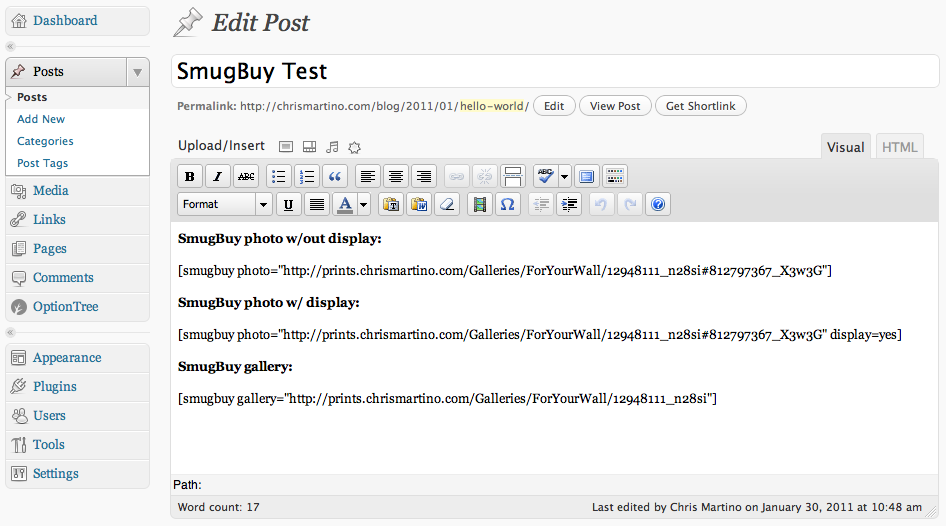 Dashboard
Posts
Posts
Add New
Categories
Post Tags
Media
Links
Pages
Comments
OptionTree
Appearance
Plugins
Users
Tools
Settings
Edit Post
SmugBuy Test
Permalink: http://chrismartino.com/blog/2011/01/hello-world/ Edit View Post Get Shortlink
Upload/Insert Visual HTML
B I ABC ABC
Format U A T W Ω ?
SmugBuy photo w/out display:
[smugbuy photo="http://prints.chrismartino.com/Galleries/ForYourWall/12948111_n28si#812797367_X3w3G"]
SmugBuy photo w/ display:
[smugbuy photo="http://prints.chrismartino.com/Galleries/ForYourWall/12948111_n28si#812797367_X3w3G" display=yes]
SmugBuy gallery:
[smugbuy gallery="http://prints.chrismartino.com/Galleries/ForYourWall/12948111_n28si"]
Path:
Word count: 17 Last edited by Chris Martino on January 30, 2011 at 10:48 am